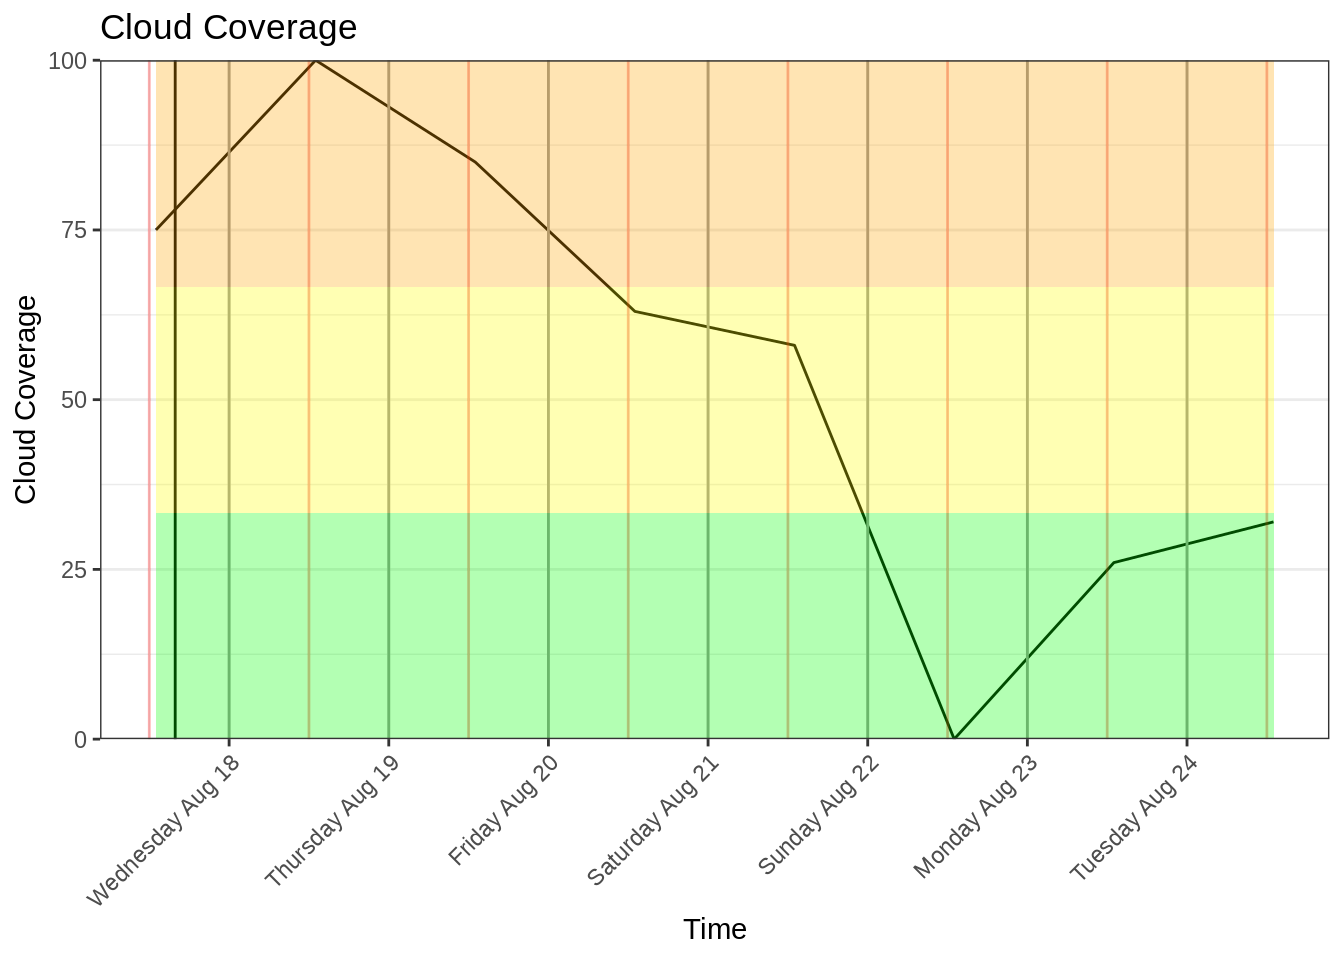 Cloud Coverage
100
75
50
25
0
Cloud Coverage
Wednesday Aug 18
Thursday Aug 19
Friday Aug 20
Saturday Aug 21
Sunday Aug 22
Monday Aug 23
Tuesday Aug 24
Time